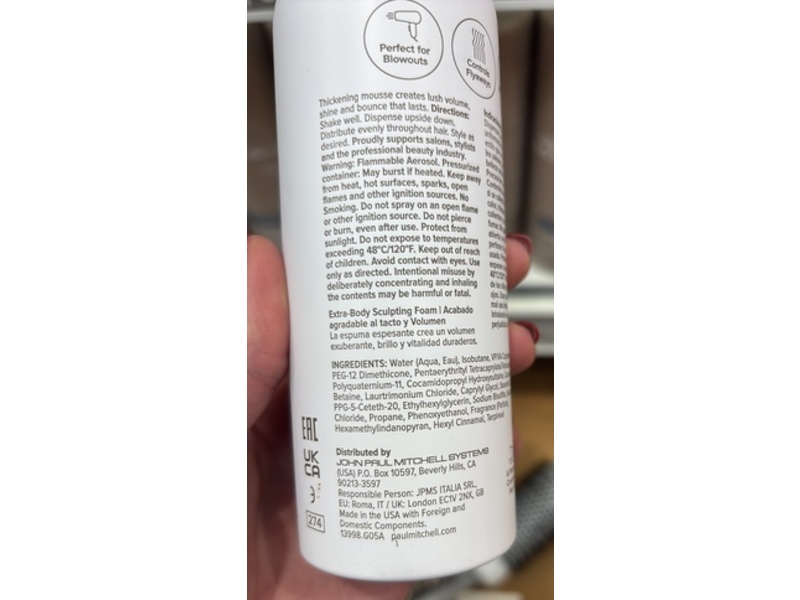 Perfect for
Blowouts
Controls
Flyaways
Thickening mousse creates lush volume,
shine and bounce that lasts. Directions:
Shake well. Dispense upside down.
Distribute evenly throughout hair. Style as
desired. Proudly supports salons, stylists
and the professional beauty industry.
Warning: Flammable Aerosol. Pressurized
container: May burst if heated. Keep away
from heat, hot surfaces, sparks, open
flames and other ignition sources. No
Smoking. Do not spray on an open flame
or other ignition source. Do not pierce
or burn, even after use. Protect from
sunlight. Do not expose to temperatures
exceeding 48°C/120°F. Keep out of reach
of children. Avoid contact with eyes. Use
only as directed. Intentional misuse by
deliberately concentrating and inhaling
the contents may be harmful or fatal.
Extra-Body Sculpting Foam | Acabado
agradable al tacto y Volumen
La espuma espesante crea un volumen
exuberante, brillo y vitalidad duraderos.
INGREDIENTS: Water (Aqua, Eau), Isobutane, VP/VA
PEG-12 Dimethicone, Pentaerythrityl
Polyquaternium-11, Cocamidopropyl
Betaine, Laurtrimonium Chloride, Caprylyl Glycol,
PPG-5-Ceteth-20, Ethylhexylglycerin, Sodium
Chloride, Propane, Phenoxyethanol, Fragrance (Parfum),
Hexamethylindanopyran, Hexyl Cinnamal, Terpineol
EAC
UK
CA
3
274
Distributed by
JOHN PAUL MITCHELL SYSTEMS
(USA) P.O. Box 10597, Beverly Hills, CA
90213-3597
Responsible Person: JPMS ITALIA SRL,
EU: Roma, IT / UK: London EC1V 2NX, GB
Made in the USA with Foreign and
Domestic Components.
13998.G05A paulmitchell.com